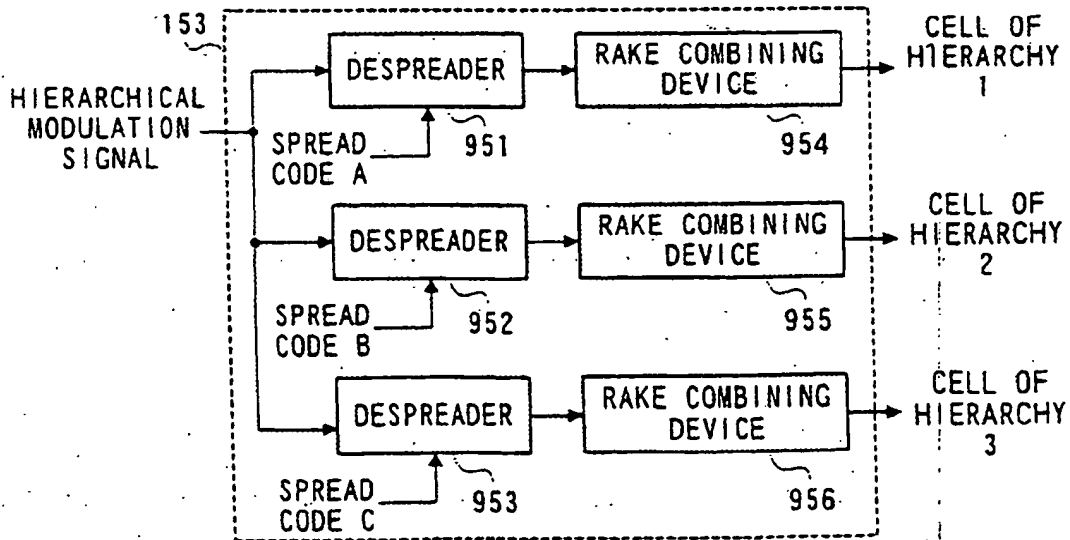 153
HIERARCHICAL
MODULATION
SIGNAL
DESPREADER
SPREAD
CODE A
951
RAKE COMBINING
DEVICE
954
CELL OF
HIERARCHY
1
DESPREADER
SPREAD
CODE B
952
RAKE COMBINING
DEVICE
955
CELL OF
HIERARCHY
2
DESPREADER
SPREAD
CODE C
953
RAKE COMBINING
DEVICE
956
CELL OF
HIERARCHY
3